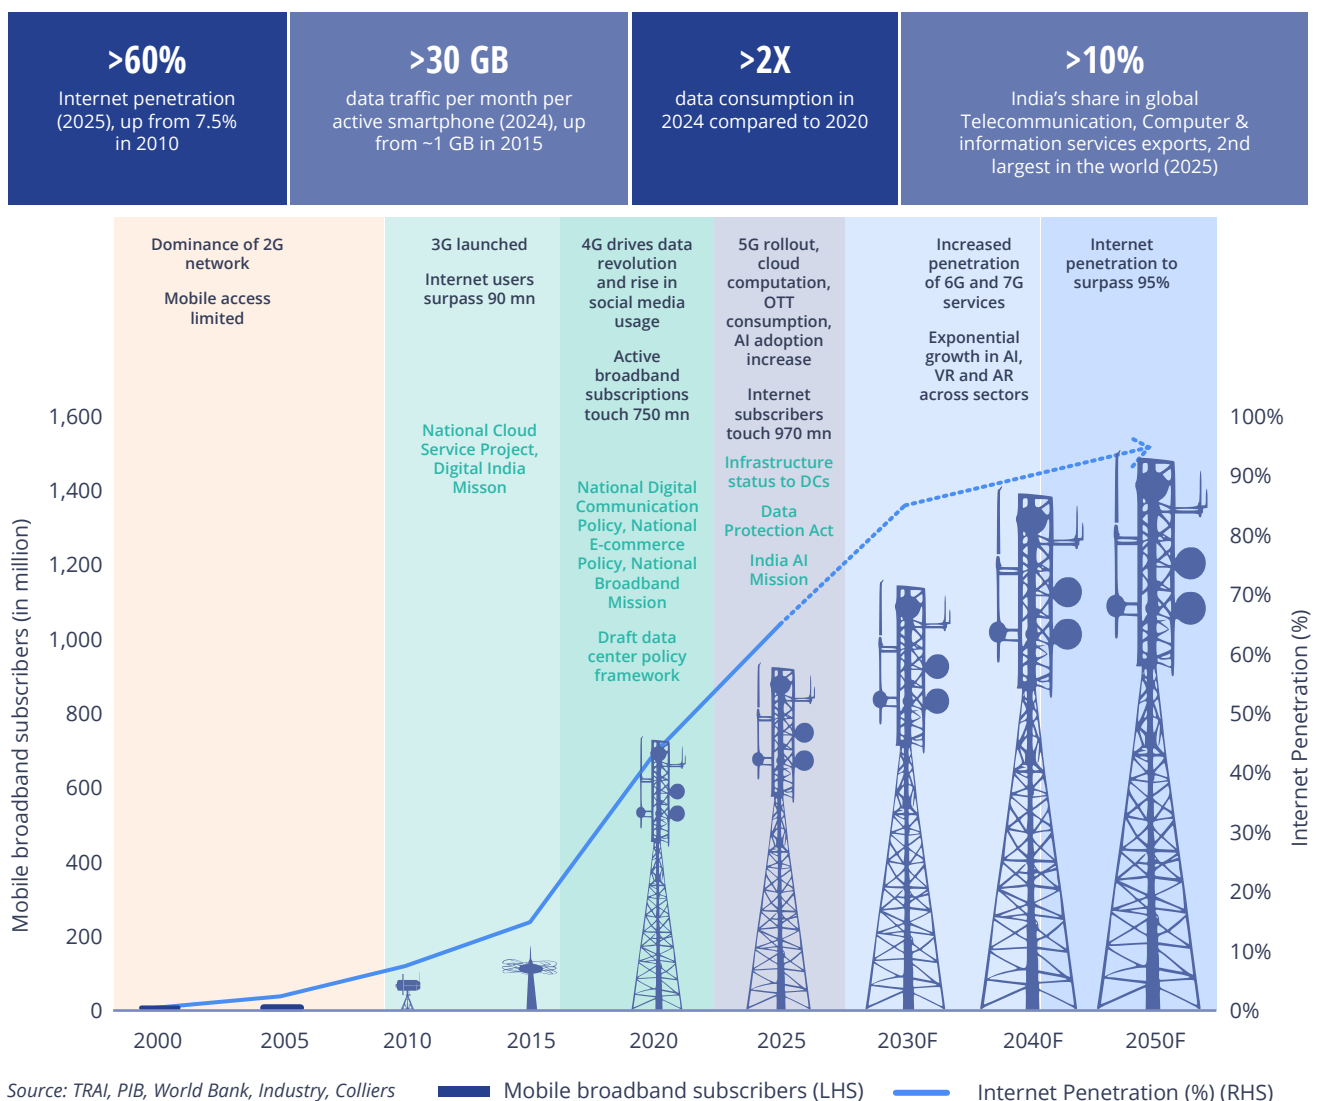 >60%
Internet penetration
(2025), up from 7.5%
in 2010
>30 GB
data traffic per month per
active smartphone (2024), up
from ~1 GB in 2015
>2X
data consumption in
2024 compared to 2020
>10%
India’s share in global
Telecommunication, Computer &
information services exports, 2nd
largest in the world (2025)
Dominance of 2G
network
Mobile access
limited
3G launched
Internet users
surpass 90 mn
National Cloud
Service Project,
Digital India
Misson
4G drives data
revolution
and rise in
social media
usage
Active
broadband
subscriptions
touch 750 mn
National Digital
Communication
Policy, National
E-commerce
Policy, National
Broadband
Mission
Draft data
center policy
framework
5G rollout,
cloud
computation,
OTT
consumption,
AI adoption
increase
Internet
subscribers
touch 970 mn
Infrastructure
status to DCs
Data
Protection Act
India AI
Mission
Increased
penetration
of 6G and 7G
services
Exponential
growth in AI,
VR and AR
across sectors
Internet
penetration to
surpass 95%
Mobile broadband subscribers (in million)
1,600
1,400
1,200
1,000
800
600
400
200
0
100%
90%
80%
70%
60%
50%
40%
30%
20%
10%
0%
Internet Penetration (%)
2000
2005
2010
2015
2020
2025
2030F
2040F
2050F
Source: TRAI, PIB, World Bank, Industry, Colliers
Mobile broadband subscribers (LHS)
Internet Penetration (%) (RHS)